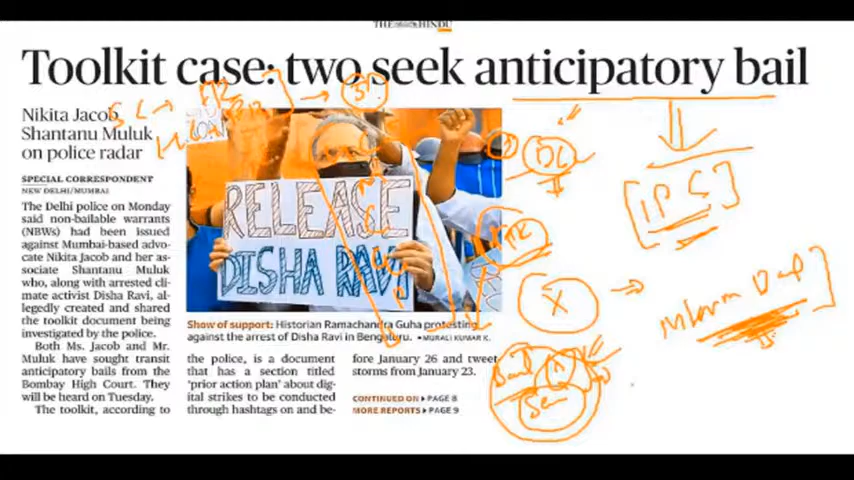 THE HINDU
Toolkit case: two seek anticipatory bail
Nikita Jacob,
Shantanu Muluk
on police radar
SPECIAL CORRESPONDENT
NEW DELHI/MUMBAI
The Delhi police on Monday
said non-bailable warrants
(NBWs) had been issued
against Mumbai-based advo-
cate Nikita Jacob and her as-
sociate Shantanu Muluk
who, along with arrested cli-
mate activist Disha Ravi, al-
legedly created and shared
the toolkit document being
investigated by the police.
Both Ms. Jacob and Mr.
Muluk have sought transit
anticipatory bails from the
Bombay High Court. They
will be heard on Tuesday.
The toolkit, according to
RELEASE
DISHA RAVI
Show of support: Historian Ramachandra Guha protesting
against the arrest of Disha Ravi in Bengaluru. • MURALI KUMAR K.
the police, is a document
that has a section titled
'prior action plan' about dig-
ital strikes to be conducted
through hashtags on and be-
fore January 26 and tweet
storms from January 23.
CONTINUED ON ▸ PAGE 8
MORE REPORTS ▸ PAGE 9
SC
DC
[IPC]
X